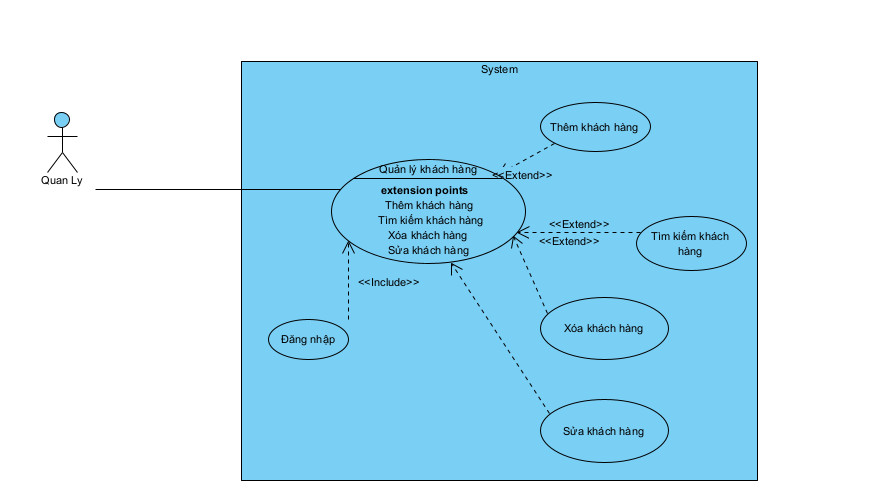 System
Thêm khách hàng
Quan Ly
Quản lý khách hàng
<<Extend>>
extension points
Thêm khách hàng
Tìm kiếm khách hàng
Xóa khách hàng
Sửa khách hàng
<<Extend>>
<<Extend>>
Tìm kiếm khách
hàng
<<Include>>
Đăng nhập
Xóa khách hàng
Sửa khách hàng